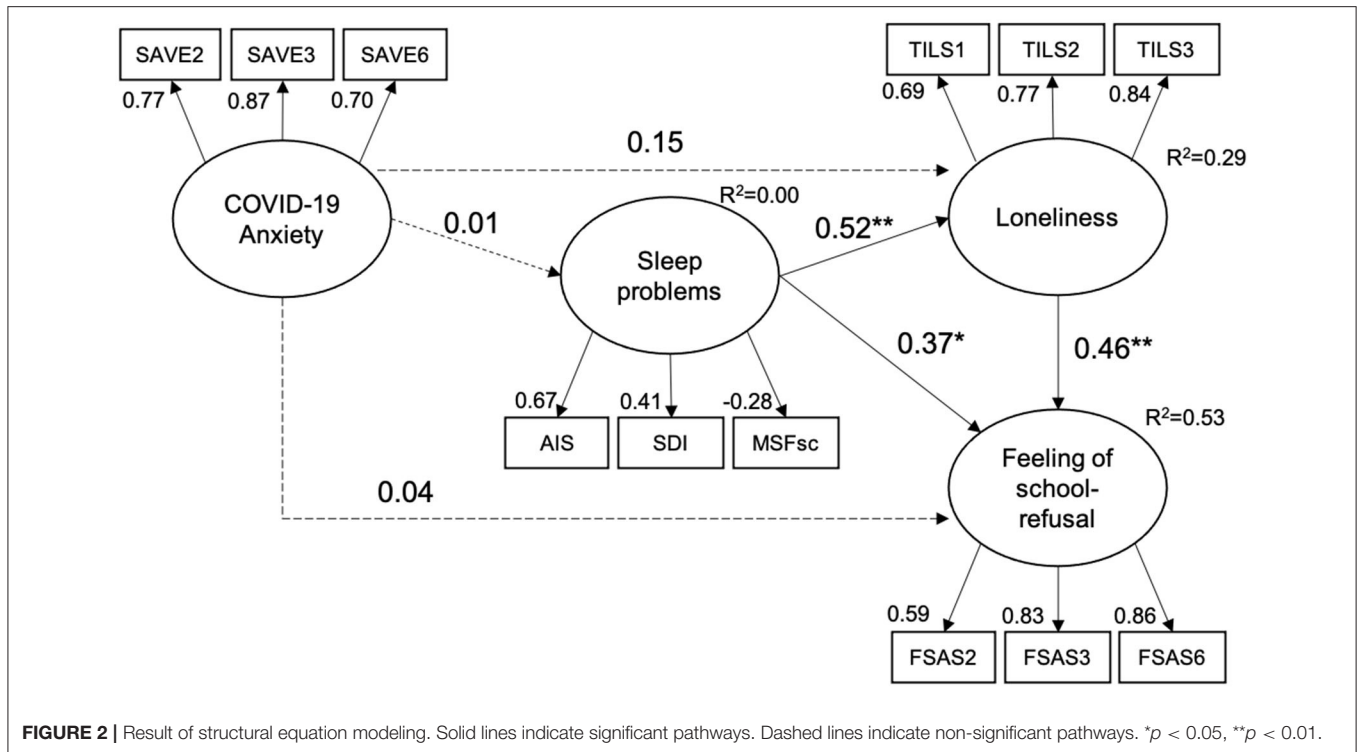 SAVE2 SAVE3 SAVE6
0.77 0.87 0.70
TILS1 TILS2 TILS3
0.69 0.77 0.84
0.15
R²=0.29
COVID-19
Anxiety
0.01
R²=0.00
Sleep
problems
0.52**
Loneliness
0.37*
0.46**
0.67 0.41 -0.28
AIS SDI MSFsc
0.04
R²=0.53
Feeling of
school-
refusal
0.59 0.83 0.86
FSAS2 FSAS3 FSAS6
FIGURE 2 | Result of structural equation modeling. Solid lines indicate significant pathways. Dashed lines indicate non-significant pathways. *p < 0.05, **p < 0.01.